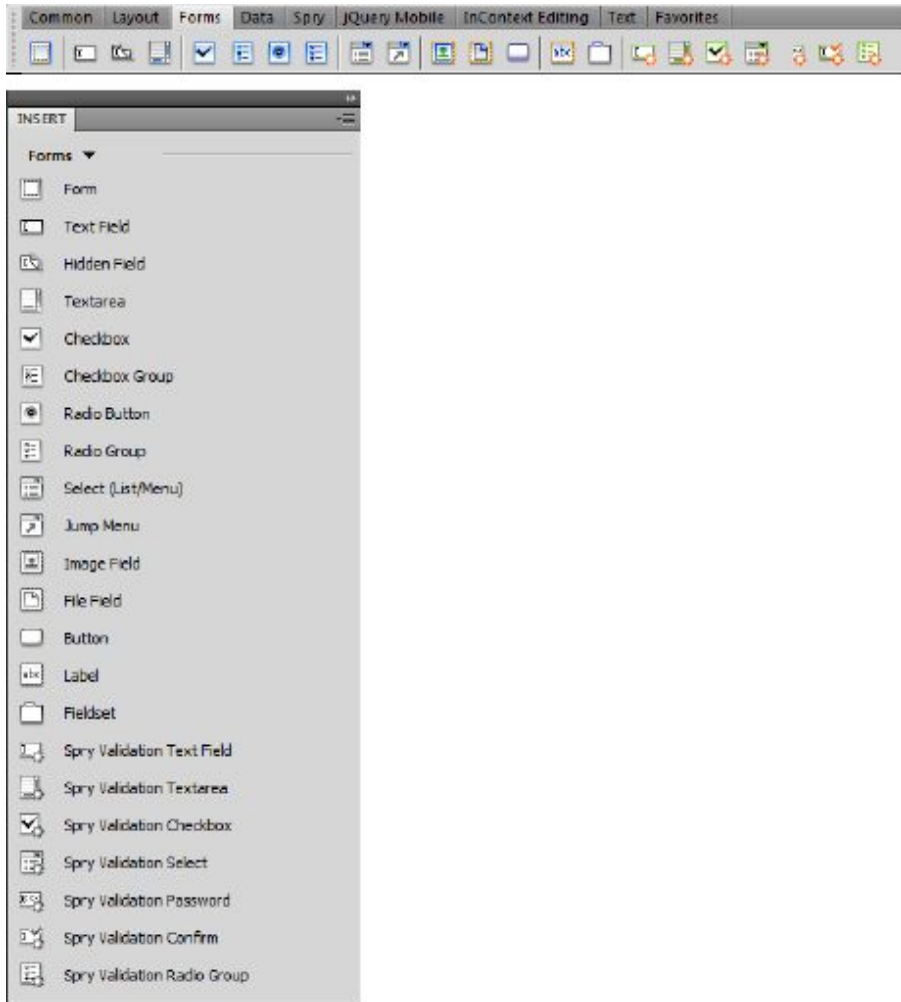 Common Layout Forms Data Spry jQuery Mobile InContext Editing Text Favorites
INSERT
Forms
Form
Text Field
Hidden Field
Textarea
Checkbox
Checkbox Group
Radio Button
Radio Group
Select (List/Menu)
Jump Menu
Image Field
File Field
Button
abc Label
Fieldset
Spry Validation Text Field
Spry Validation Textarea
Spry Validation Checkbox
Spry Validation Select
Spry Validation Password
Spry Validation Confirm
Spry Validation Radio Group